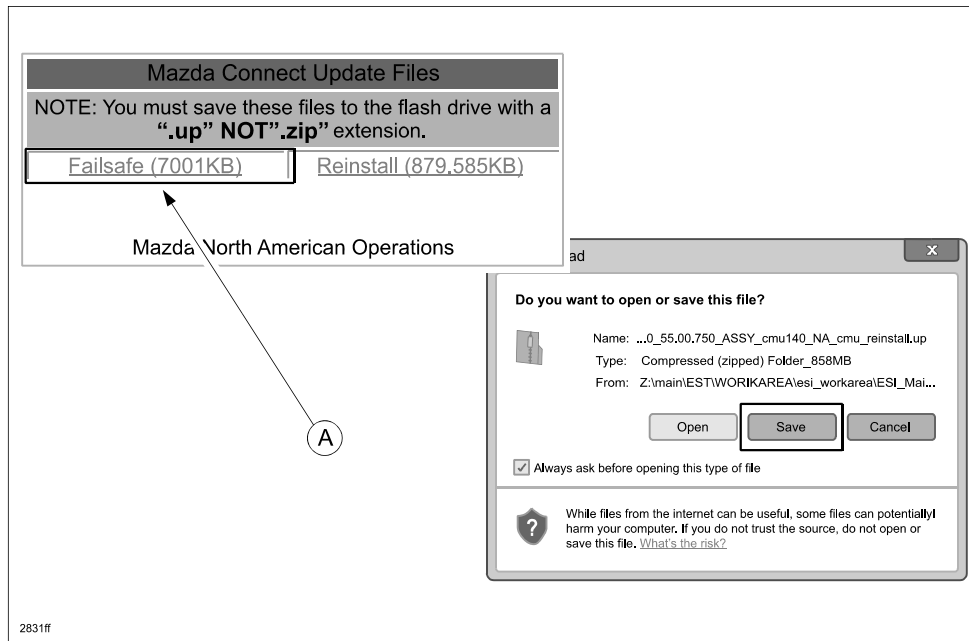 Mazda Connect Update Files
NOTE: You must save these files to the flash drive with a
“.up” NOT”.zip” extension.
Failsafe (7001KB) Reinstall (879,585KB)
Mazda North American Operations
A
ad
x
Do you want to open or save this file?
Name: ...0_55.00.750_ASSY_cmu140_NA_cmu_reinstall.up
Type: Compressed (zipped) Folder_858MB
From: Z:\main\EST\WORIKAREA\esi_workarea\ESI_Mai...
Open Save Cancel
Always ask before opening this type of file
?
While files from the internet can be useful, some files can potentiallyl
harm your computer. If you do not trust the source, do not open or
save this file. What's the risk?
2831ff